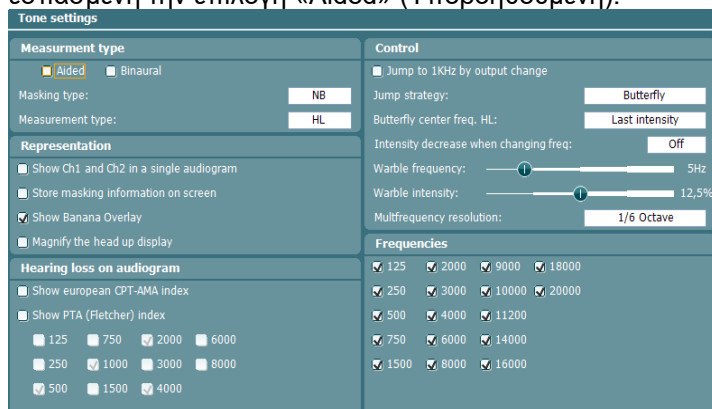 εστιασμένη την επιλογή «Aided» (Υποβοηθούμενη).
Tone settings
Measurment type
Aided Binaural
Masking type: NB
Measurement type: HL
Representation
Show Ch1 and Ch2 in a single audiogram
Store masking information on screen
Show Banana Overlay
Magnify the head up display
Hearing loss on audiogram
Show european CPT-AMA index
Show PTA (Fletcher) index
125 750 2000 6000
250 1000 3000 8000
500 1500 4000
Control
Jump to 1KHz by output change
Jump strategy: Butterfly
Butterfly center freq. HL: Last intensity
Intensity decrease when changing freq: Off
Warble frequency: 5Hz
Warble intensity: 12,5%
Multfrequency resolution: 1/6 Octave
Frequencies
125 2000 9000 18000
250 3000 10000 20000
500 4000 11200
750 6000 14000
1500 8000 16000